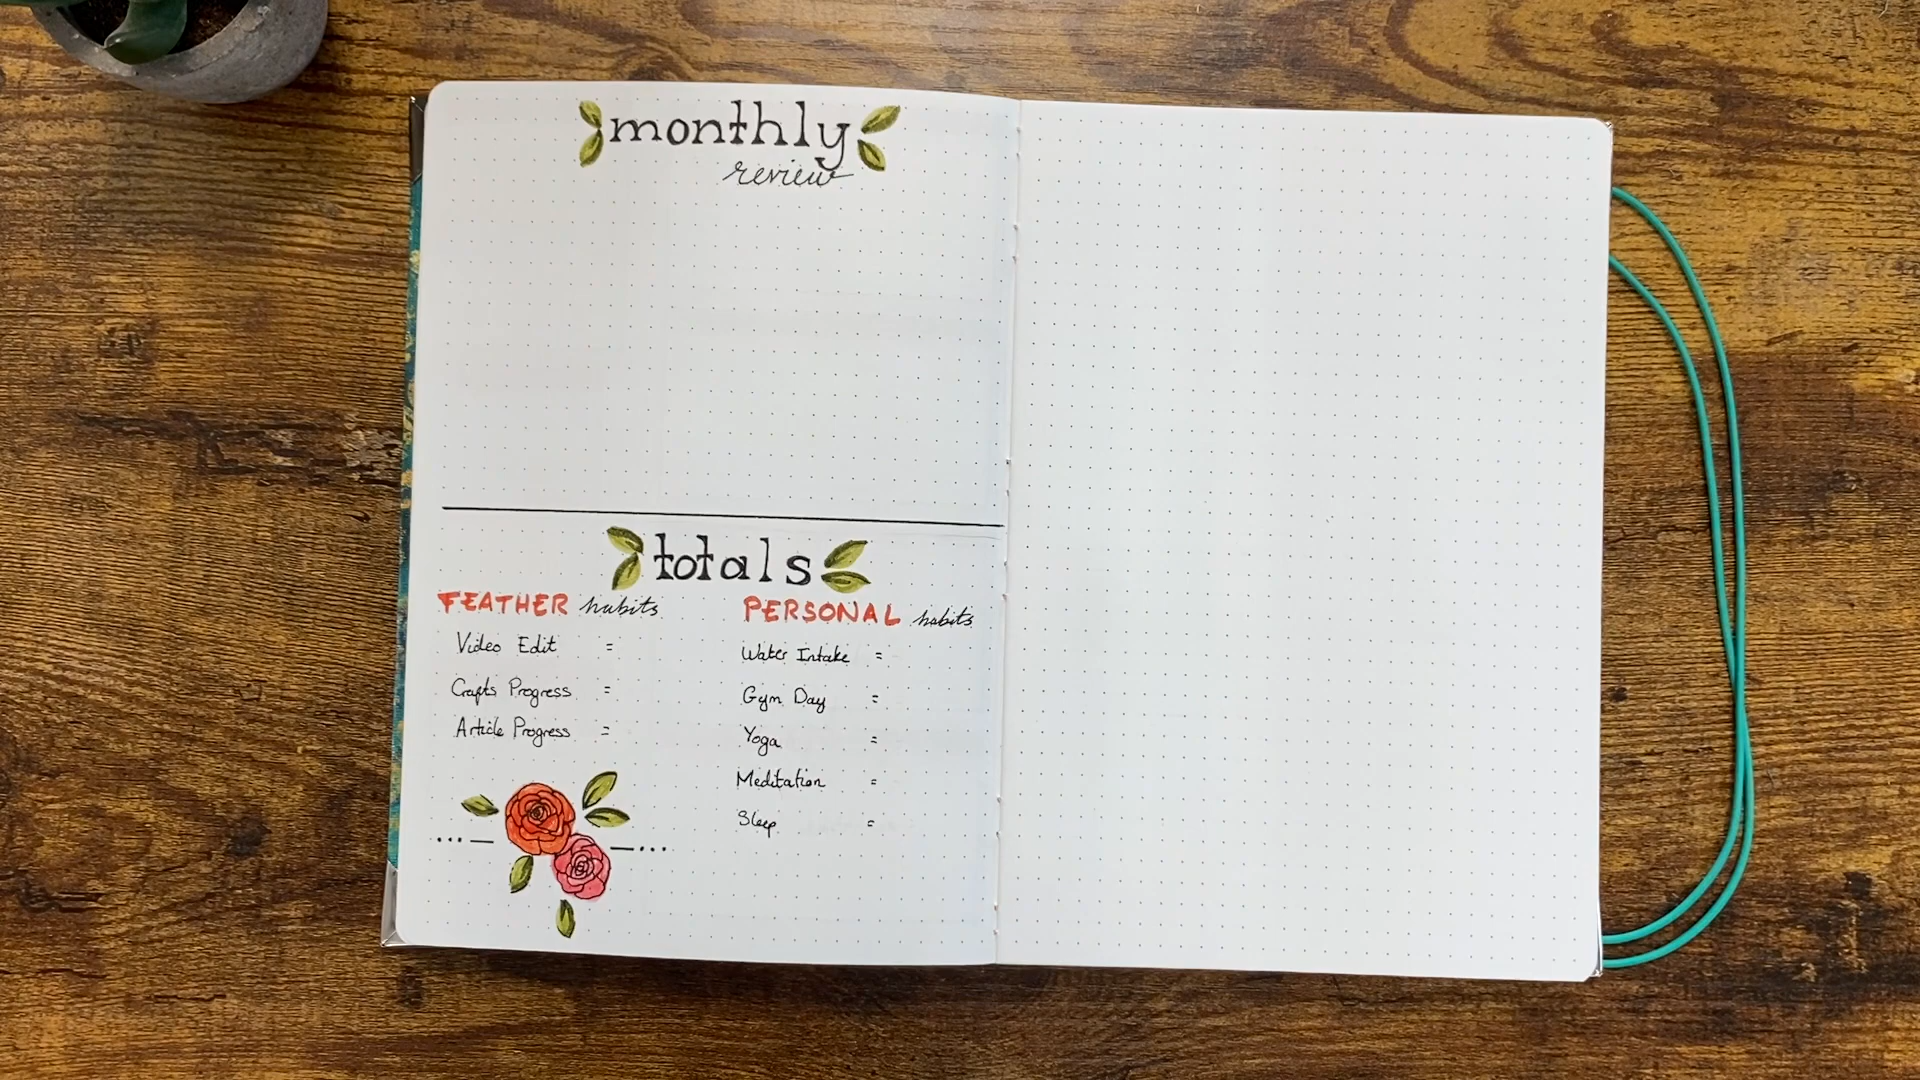 monthly
review
totals
FEATHER habits
Video Edit =
Crafts Progress =
Article Progress =
PERSONAL habits
Water Intake =
Gym Day =
Yoga =
Meditation =
Sleep =